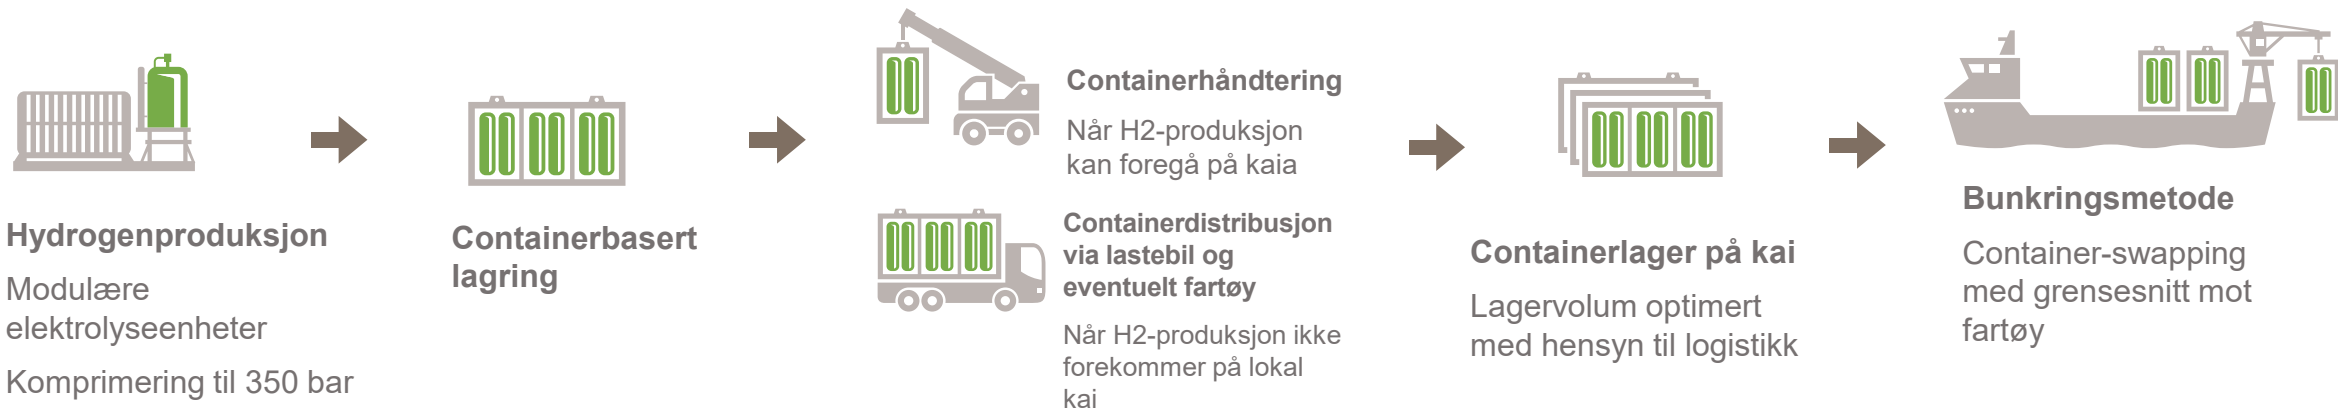 Hydrogenproduksjon
Modulære
elektrolyseenheter
Komprimering til 350 bar
Containerbasert
lagring
Containerhåndtering
Når H2-produksjon
kan foregå på kaia
Containerdistribusjon
via lastebil og
eventuelt fartøy
Når H2-produksjon ikke
forekommer på lokal
kai
Containerlager på kai
Lagervolum optimert
med hensyn til logistikk
Bunkringsmetode
Container-swapping
med grensesnitt mot
fartøy